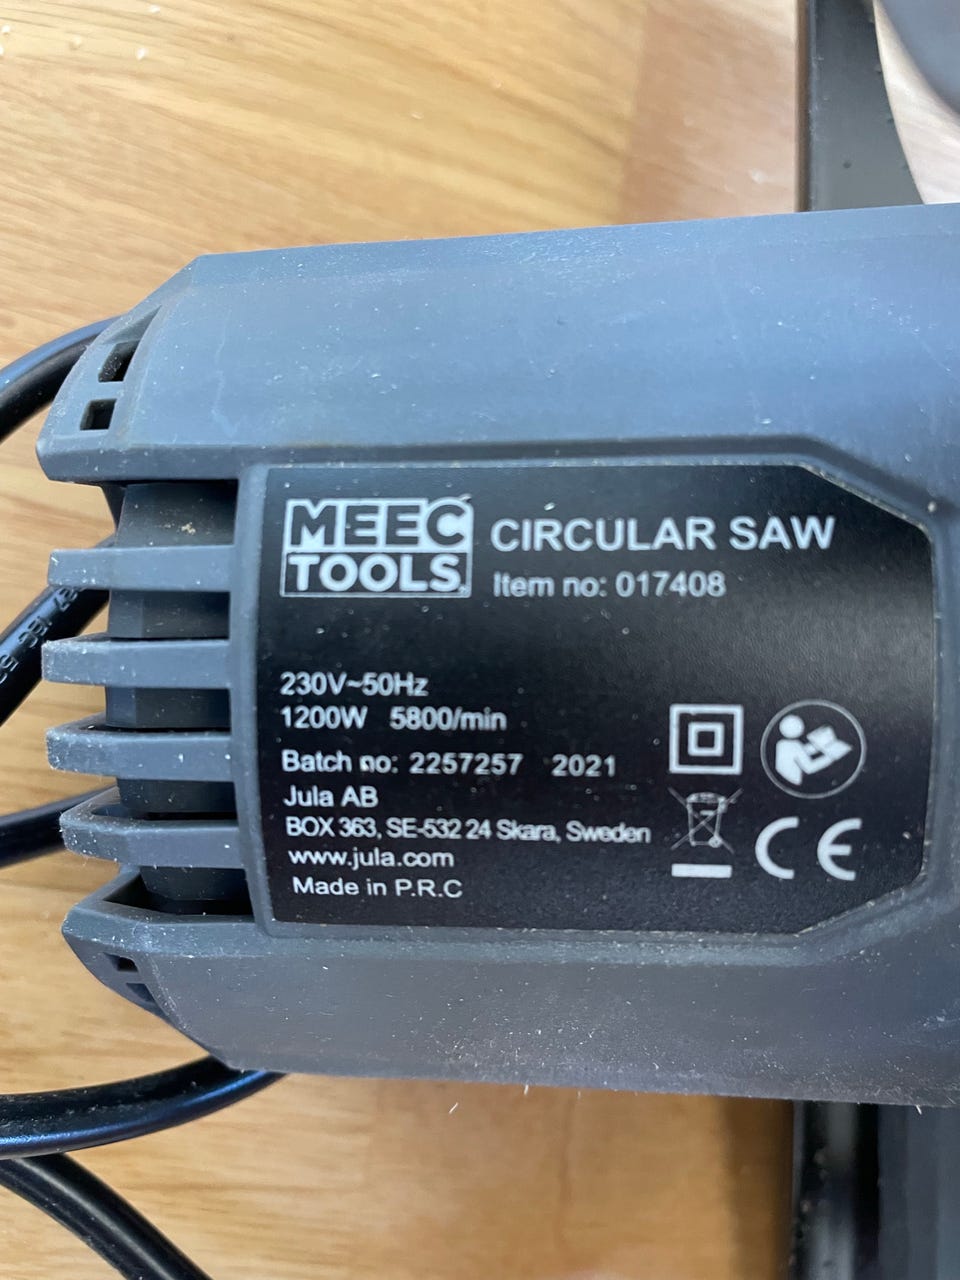 MEEC
TOOLS
CIRCULAR SAW
Item no: 017408
230V~50Hz
1200W 5800/min
Batch no: 2257257 2021
Jula AB
BOX 363, SE-532 24 Skara, Sweden
www.jula.com
Made in P.R.C
CE